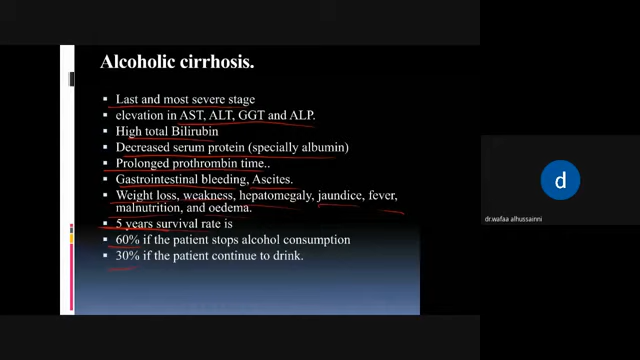 Alcoholic cirrhosis.
▪ Last and most severe stage
▪ elevation in AST, ALT, GGT and ALP.
▪ High total Bilirubin
▪ Decreased serum protein (specially albumin)
▪ Prolonged prothrombin time..
▪ Gastrointestinal bleeding, Ascites.
▪ Weight loss, weakness, hepatomegaly, jaundice, fever,
malnutrition, and oedema.
▪ 5 years survival rate is
▪ 60% if the patient stops alcohol consumption
▪ 30% if the patient continue to drink.
d
dr.wafaa alhussainni